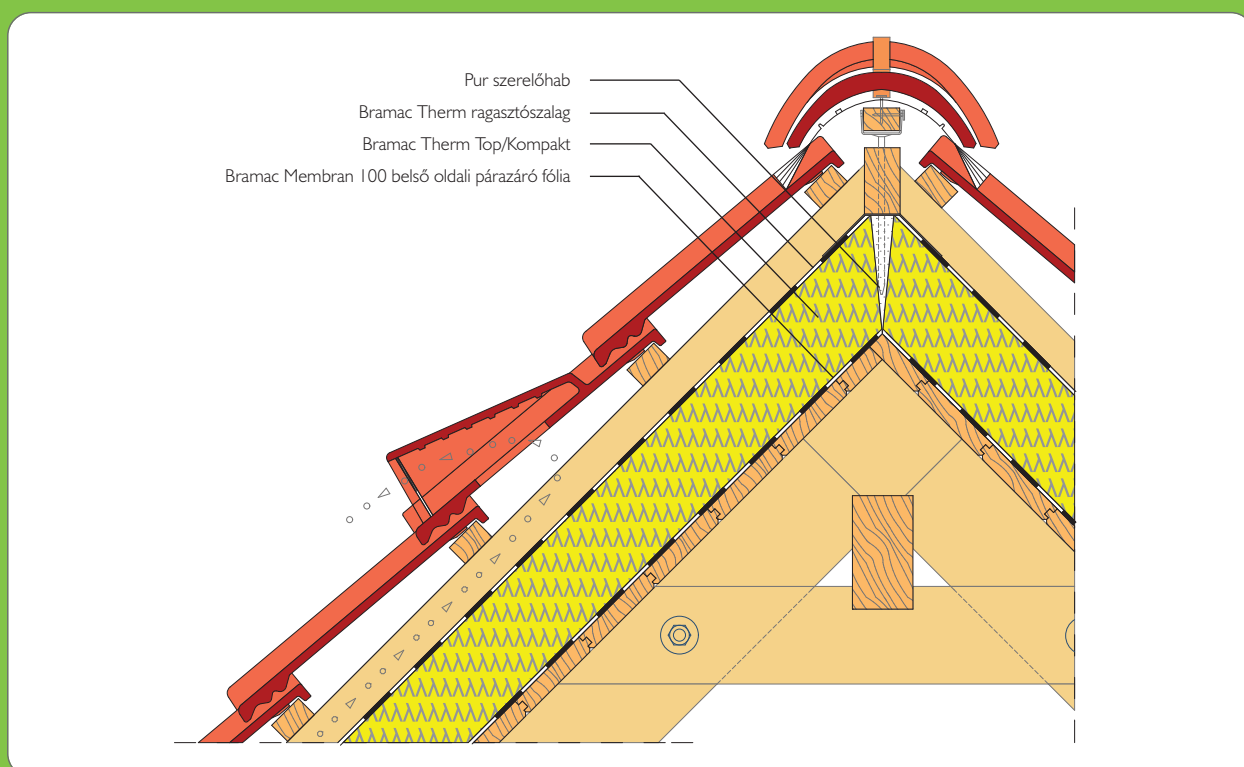 Pur szerelőhab
Bramac Therm ragasztószalag
Bramac Therm Top/Kompakt
Bramac Membran 100 belső oldali párazáró fólia